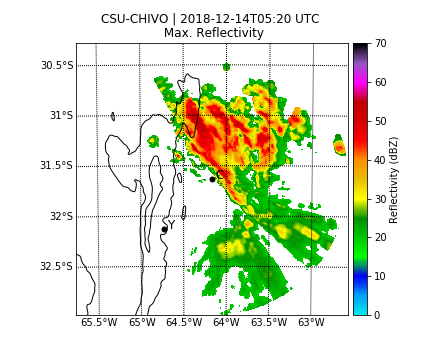 CSU-CHIVO | 2018-12-14T05:20 UTC
Max. Reflectivity
30.5°S
31°S
31.5°S
32°S
32.5°S
65.5°W 65°W 64.5°W 64°W 63.5°W 63°W
Y
70
60
50
40
30
20
10
0
Reflectivity (dBZ)